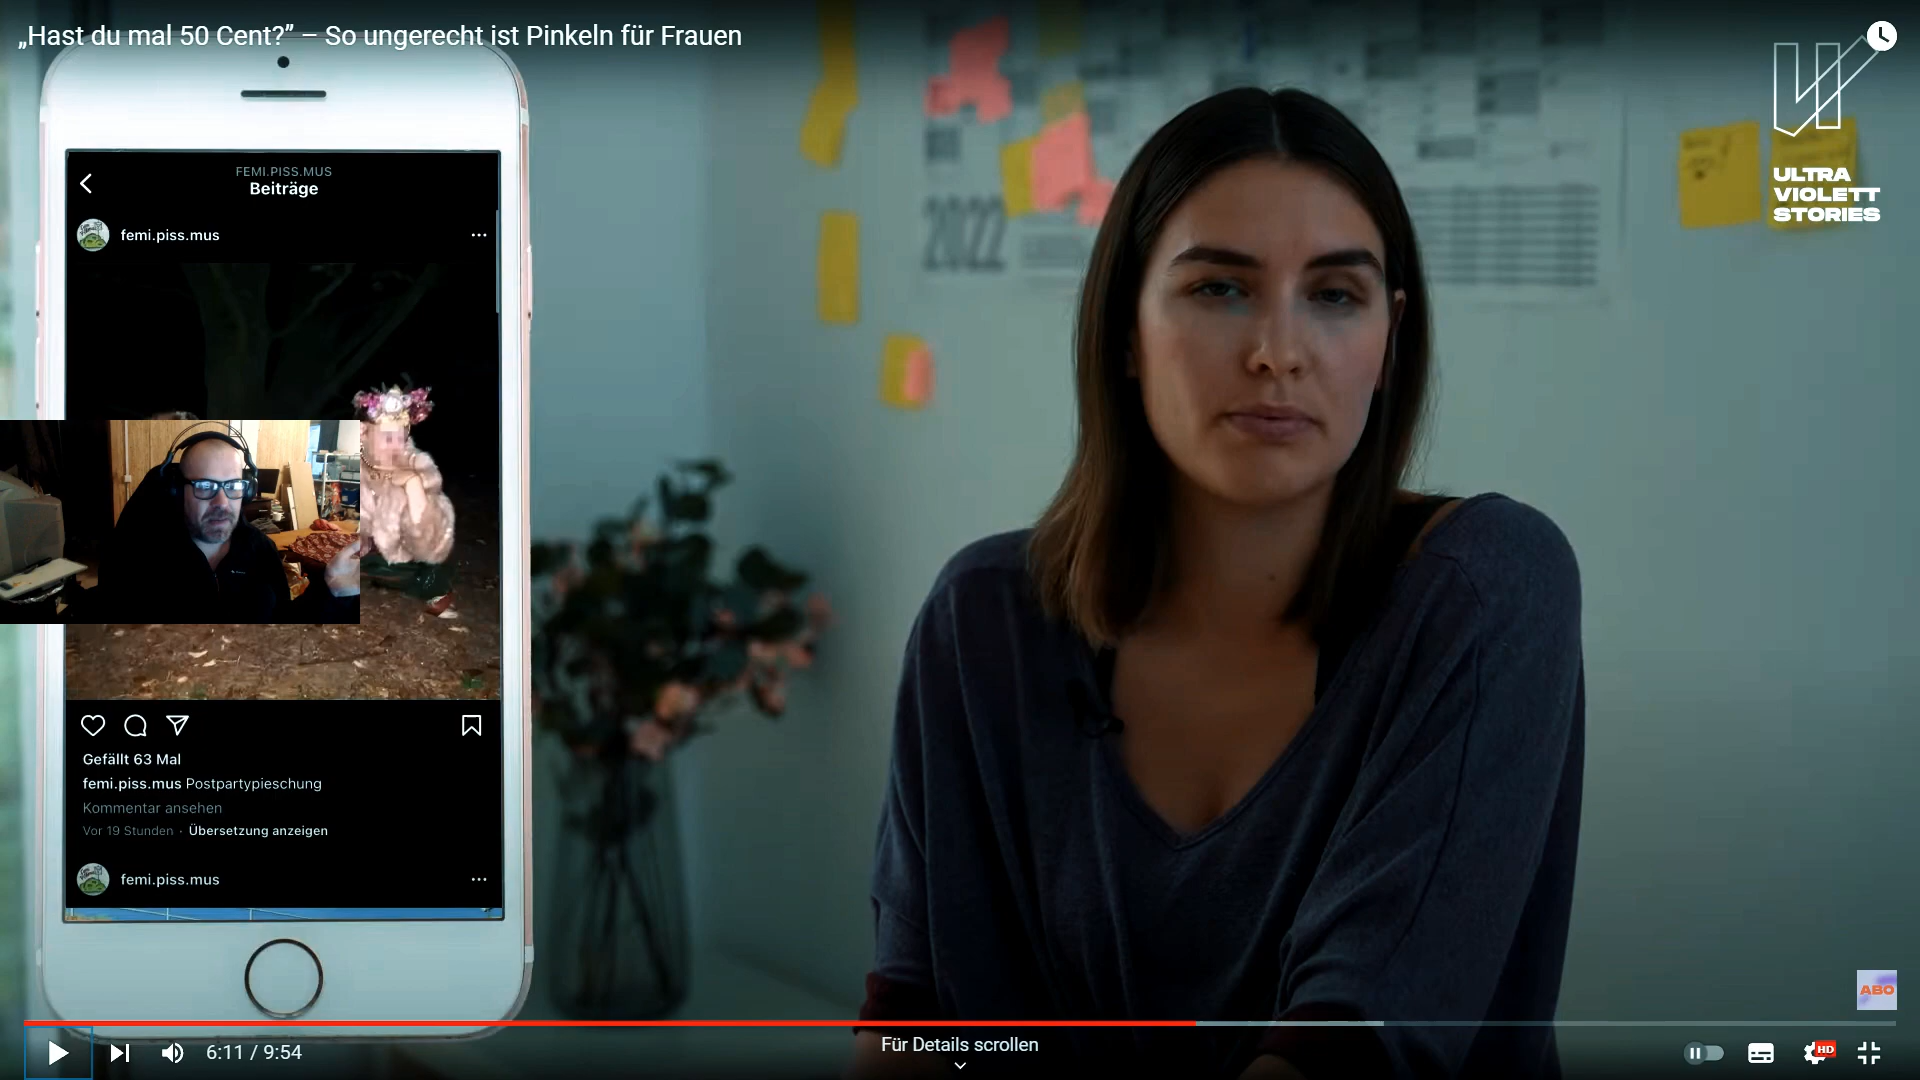 „Hast du mal 50 Cent?” – So ungerecht ist Pinkeln für Frauen
FEMI.PISS.MUS
Beiträge
femi.piss.mus
Gefällt 63 Mal
femi.piss.mus Postpartypieschung
Kommentar ansehen
Vor 19 Stunden · Übersetzung anzeigen
femi.piss.mus
2022
ULTRA
VIOLETT
STORIES
ABO
6:11 / 9:54
Für Details scrollen
HD